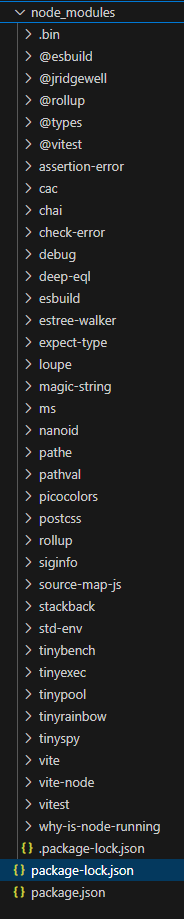 node_modules
.bin
@esbuild
@jridgewell
@rollup
@types
@vitest
assertion-error
cac
chai
check-error
debug
deep-eql
esbuild
estree-walker
expect-type
loupe
magic-string
ms
nanoid
pathe
pathval
picocolors
postcss
rollup
siginfo
source-map-js
stackback
std-env
tinybench
tinyexec
tinypool
tinyrainbow
tinyspy
vite
vite-node
vitest
why-is-node-running
{} .package-lock.json
{} package-lock.json
{} package.json